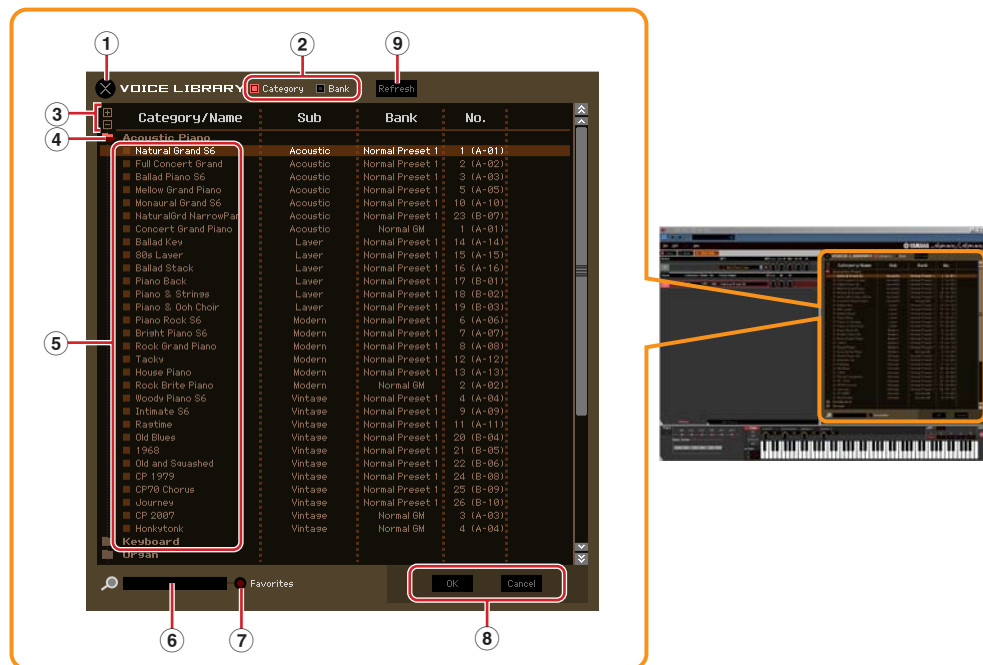 1 2 9
VOICE LIBRARY Category Bank Refresh
3
Category/Name Sub Bank No.
4
Acoustic Piano
Natural Grand S6 Acoustic Normal Preset 1 1 (A-01)
Full Concert Grand Acoustic Normal Preset 1 2 (A-02)
Ballad Piano S6 Acoustic Normal Preset 1 3 (A-03)
Mellow Grand Piano Acoustic Normal Preset 1 5 (A-05)
Monaural Grand S6 Acoustic Normal Preset 1 10 (A-10)
NaturalGrd NarrowPan Acoustic Normal Preset 1 23 (B-07)
Concert Grand Piano Acoustic Normal GM 1 (A-01)
Ballad Key Layer Normal Preset 1 14 (A-14)
80s Layer Layer Normal Preset 1 15 (A-15)
Ballad Stack Layer Normal Preset 1 16 (A-16)
Piano Back Layer Normal Preset 1 17 (B-01)
Piano & Strings Layer Normal Preset 1 18 (B-02)
Piano & Ooh Choir Layer Normal Preset 1 19 (B-03)
Piano Rock S6 Modern Normal Preset 1 6 (A-06)
Bright Piano S6 Modern Normal Preset 1 7 (A-07)
5
Rock Grand Piano Modern Normal Preset 1 8 (A-08)
Tacky Modern Normal Preset 1 12 (A-12)
House Piano Modern Normal Preset 1 13 (A-13)
Rock Brite Piano Modern Normal GM 2 (A-02)
Woody Piano S6 Vintage Normal Preset 1 4 (A-04)
Intimate S6 Vintage Normal Preset 1 9 (A-09)
Ragtime Vintage Normal Preset 1 11 (A-11)
Old Blues Vintage Normal Preset 1 20 (B-04)
1968 Vintage Normal Preset 1 21 (B-05)
Old and Squashed Vintage Normal Preset 1 22 (B-06)
CP 1979 Vintage Normal Preset 1 24 (B-08)
CP70 Chorus Vintage Normal Preset 1 25 (B-09)
Journey Vintage Normal Preset 1 26 (B-10)
CP 2007 Vintage Normal GM 3 (A-03)
Honkytonk Vintage Normal GM 4 (A-04)
Keyboard
Organ
Favorites OK Cancel
6 7 8
YAMAHA